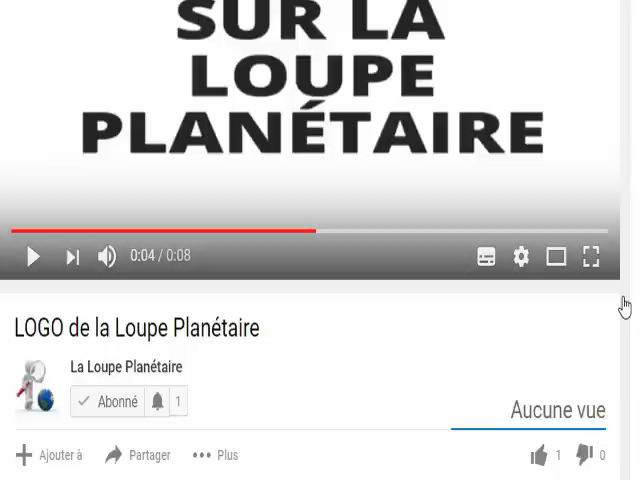 SUR LA
LOUPE
PLANÉTAIRE
0:04 / 0:08
LOGO de la Loupe Planétaire
La Loupe Planétaire
Abonné 1
Aucune vue
Ajouter à Partager Plus 1 0